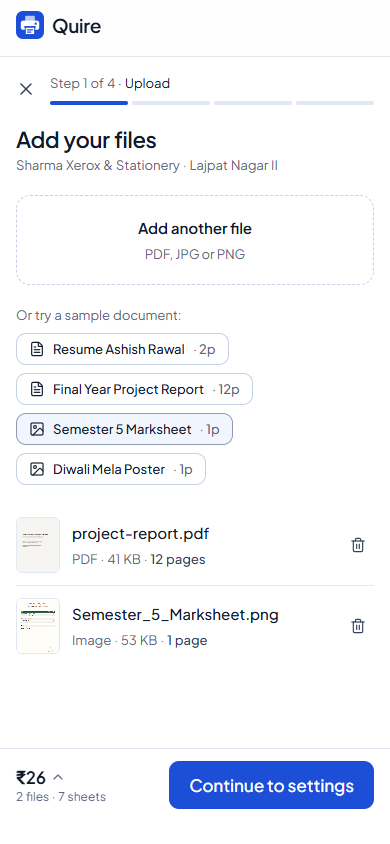 Quire
Step 1 of 4 · Upload
Add your files
Sharma Xerox & Stationery · Lajpat Nagar II
Add another file
PDF, JPG or PNG
Or try a sample document:
Resume Ashish Rawal · 2p
Final Year Project Report · 12p
Semester 5 Marksheet · 1p
Diwali Mela Poster · 1p
project-report.pdf
PDF · 41 KB · 12 pages
Semester_5_Marksheet.png
Image · 53 KB · 1 page
₹26
2 files · 7 sheets
Continue to settings